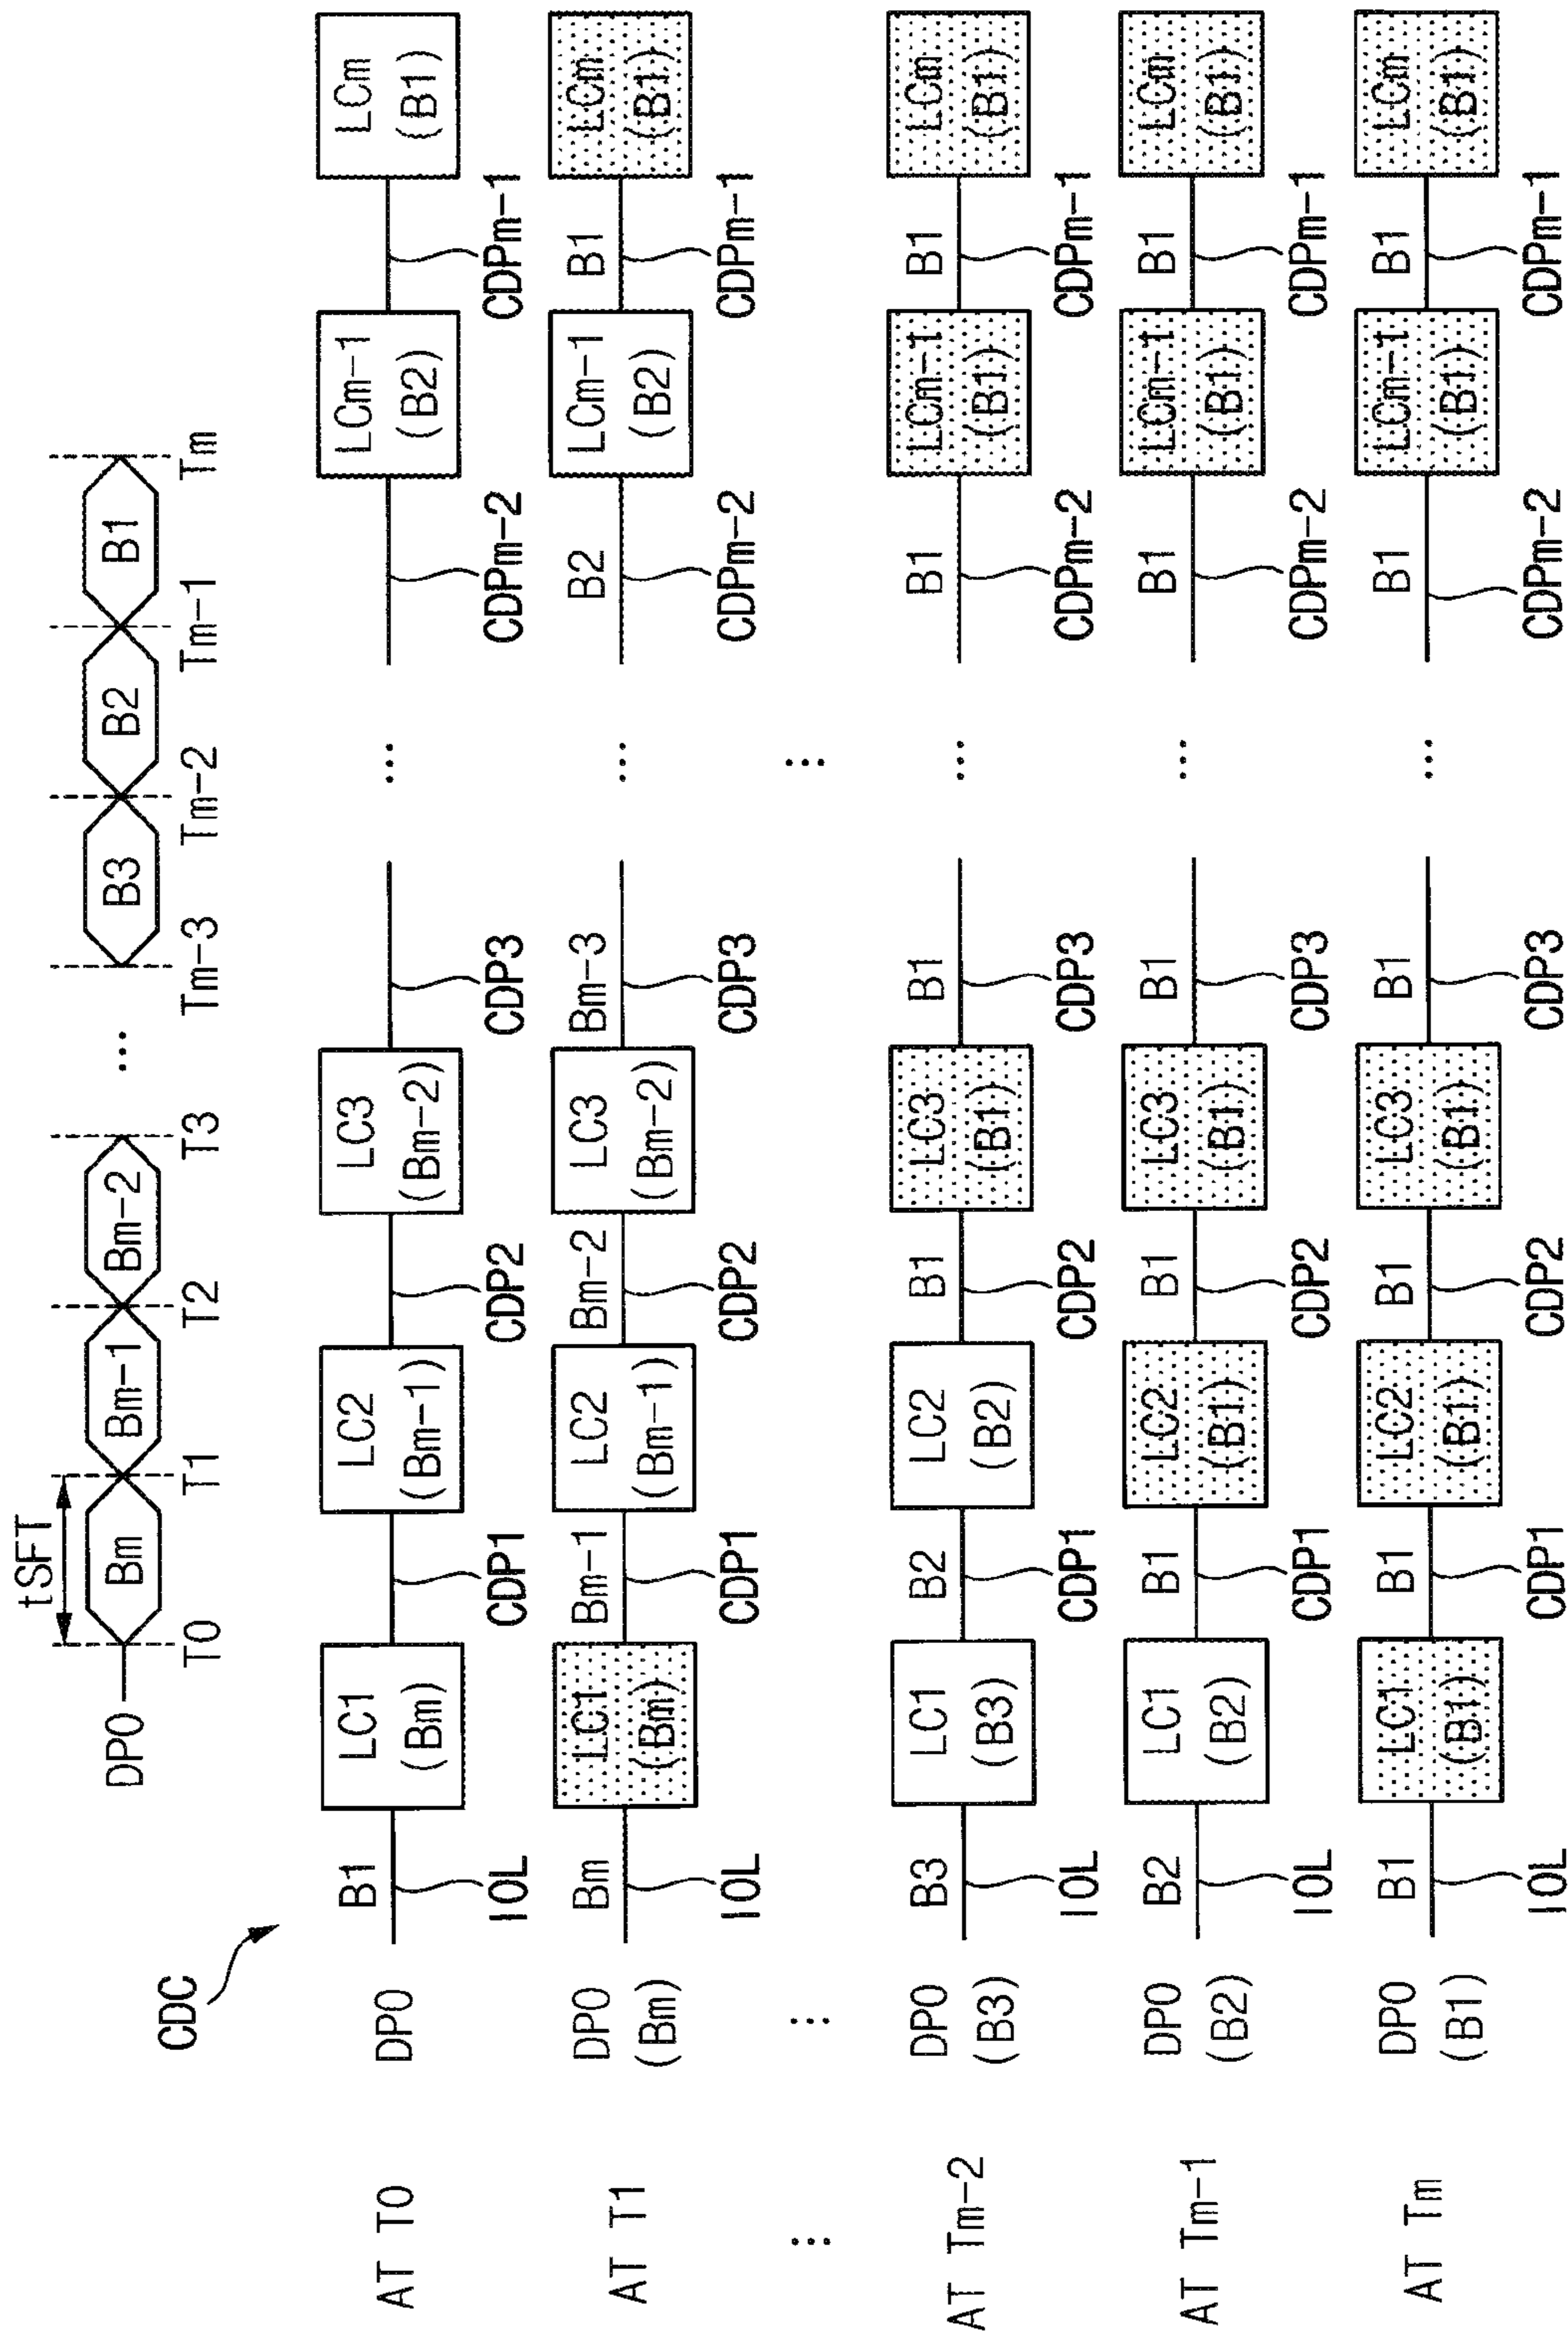 tSFT
DPO Bm Bm-1 Bm-2 ... B3 B2 B1
T0 T1 T2 T3 Tm-3 Tm-2 Tm-1 Tm
CDC
AT T0 DPO B1 LC1 LC2 LC3 ... LCm-1 LCm
(Bm) (Bm-1) (Bm-2) (B2) (B1)
IOL CDP1 CDP2 CDP3 CDPm-2 CDPm-1
AT T1 DPO Bm LC1 Bm-1 LC2 Bm-2 LC3 Bm-3 ... B2 LCm-1 B1 LCm
(Bm) (Bm) (Bm-1) (Bm-2) (B2) (B1)
IOL CDP1 CDP2 CDP3 CDPm-2 CDPm-1
... ... ...
AT Tm-2 DPO B3 LC1 B2 LC2 B1 LC3 B1 ... B1 LCm-1 B1 LCm
(B3) (B3) (B2) (B1) (B1) (B1)
IOL CDP1 CDP2 CDP3 CDPm-2 CDPm-1
AT Tm-1 DPO B2 LC1 B1 LC2 B1 LC3 B1 ... B1 LCm-1 B1 LCm
(B2) (B2) (B1) (B1) (B1) (B1)
IOL CDP1 CDP2 CDP3 CDPm-2 CDPm-1
AT Tm DPO B1 LC1 B1 LC2 B1 LC3 B1 ... B1 LCm-1 B1 LCm
(B1) (B1) (B1) (B1) (B1) (B1)
IOL CDP1 CDP2 CDP3 CDPm-2 CDPm-1